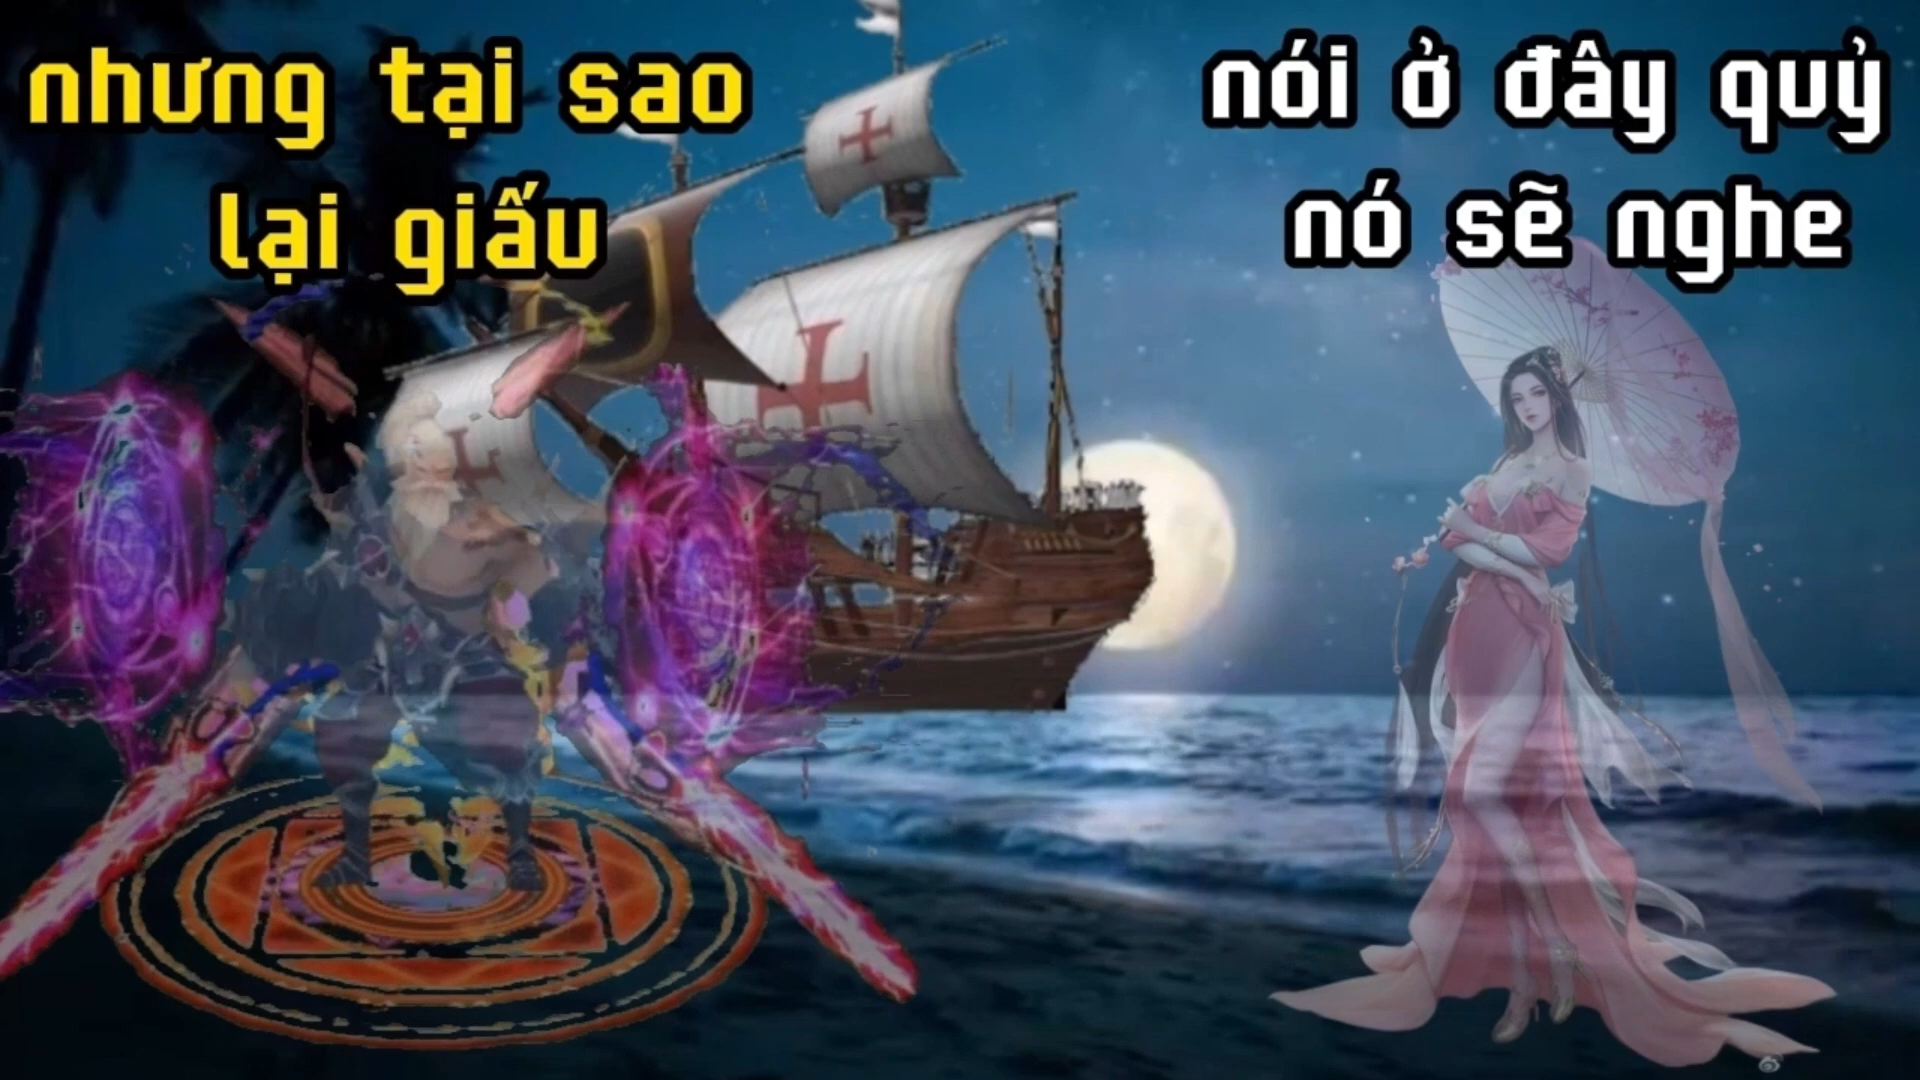 nhưng tại sao
lại giấu
nói ở đây quỷ
nó sẽ nghe